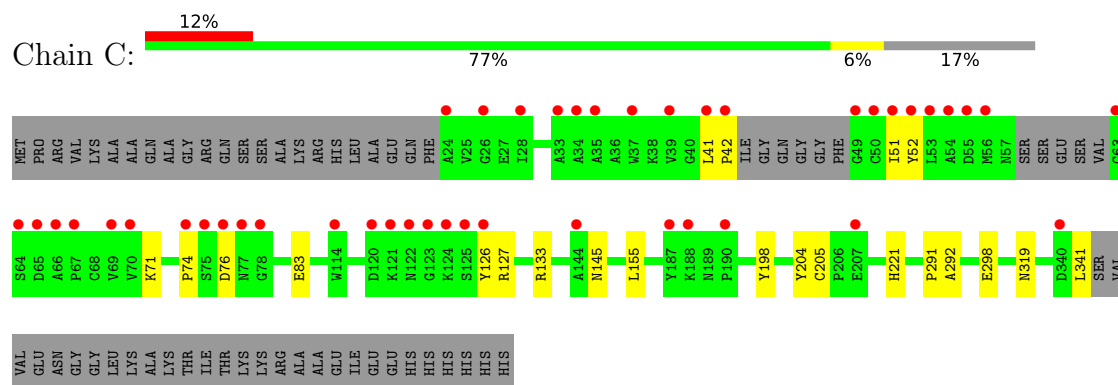 12%
Chain C:
77% 6% 17%
MET PRO ARG VAL LYS ALA ALA GLN ALA GLY ARG GLN SER SER ALA LYS ARG HIS LEU ALA GLU GLN PHE A24 V25 G26 E27 I28 A33 A34 A35 A36 W37 K38 V39 G40 L41 P42 ILE GLY GLN GLY GLY PHE G49 C50 I51 Y52 L53 A54 D55 M56 N57 SER SER GLU SER VAL G63
S64 D65 A66 P67 C68 V69 V70 K71 P74 S75 D76 N77 G78 E83 W114 D120 K121 N122 G123 K124 S125 Y126 R127 R133 A144 N145 L155 Y187 K188 N189 P190 Y198 Y204 C205 P206 E207 H221 P291 A292 E298 N319 D340 L341 SER VAL
VAL GLU ASN GLY GLY LEU LYS ALA LYS THR ILE THR LYS LYS ARG ALA ALA GLU ILE GLU GLU HIS HIS HIS HIS HIS HIS